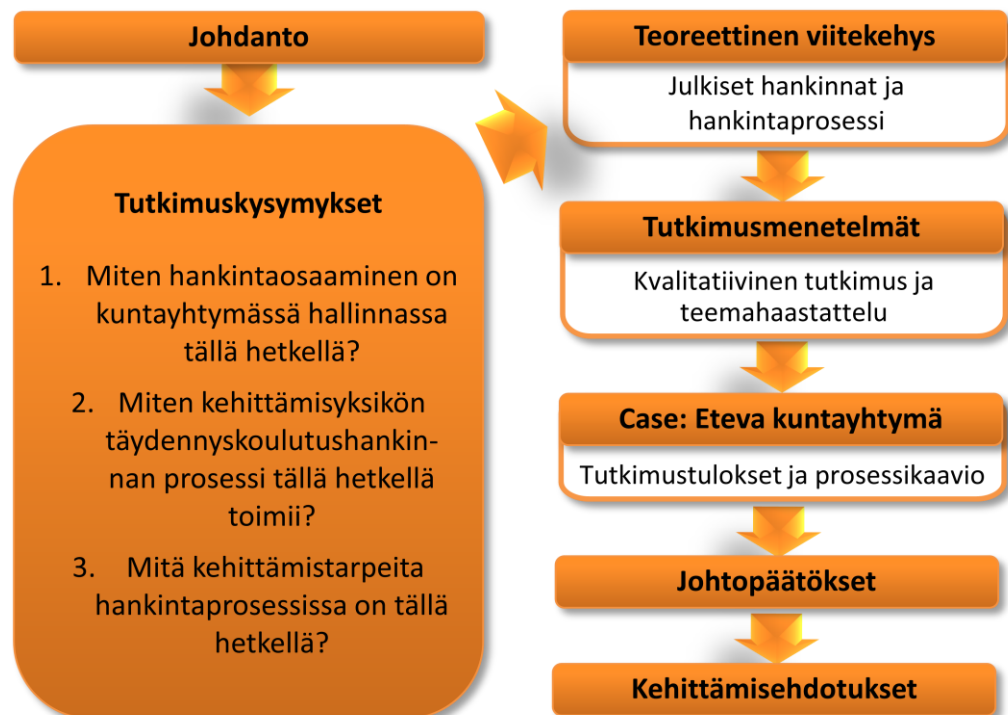 Johdanto
Tutkimuskysymykset
1. Miten hankintaosaaminen on
kuntayhtymässä hallinnassa
tällä hetkellä?
2. Miten kehittämisyksikön
täydennyskoulutushankin-
nan prosessi tällä hetkellä
toimii?
3. Mitä kehittämistarpeita
hankintaprosessissa on tällä
hetkellä?
Teoreettinen viitekehys
Julkiset hankinnat ja
hankintaprosessi
Tutkimusmenetelmät
Kvalitatiivinen tutkimus ja
teemahaastattelu
Case: Eteva kuntayhtymä
Tutkimustulokset ja prosessikaavio
Johtopäätökset
Kehittämisehdotukset